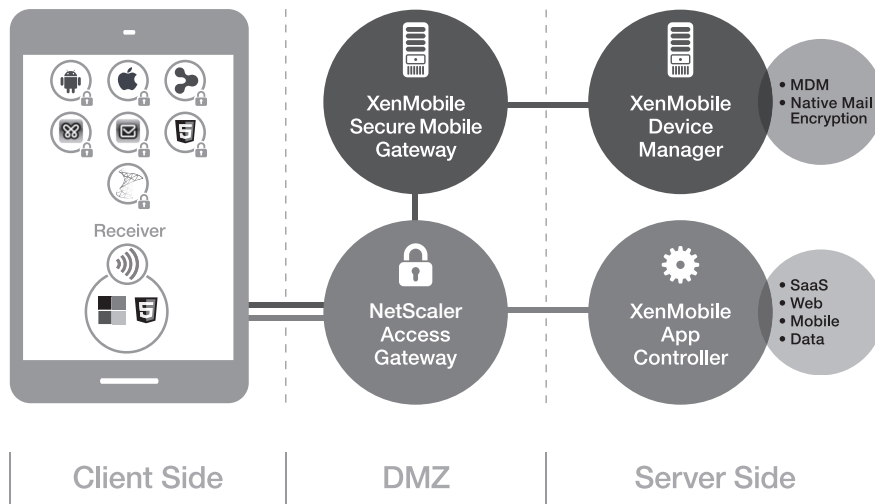 Receiver
XenMobile
Secure Mobile
Gateway
XenMobile
Device
Manager
• MDM
• Native Mail
Encryption
NetScaler
Access
Gateway
XenMobile
App
Controller
• SaaS
• Web
• Mobile
• Data
Client Side
DMZ
Server Side